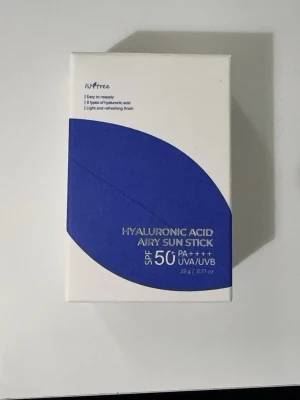 isNtree
| Easy to reapply
| 8 types of hyaluronic acid
| Light and refreshing finish
HYALURONIC ACID
AIRY SUN STICK
SPF 50+ PA++++
UVA/UVB
22 g | 0.77 oz